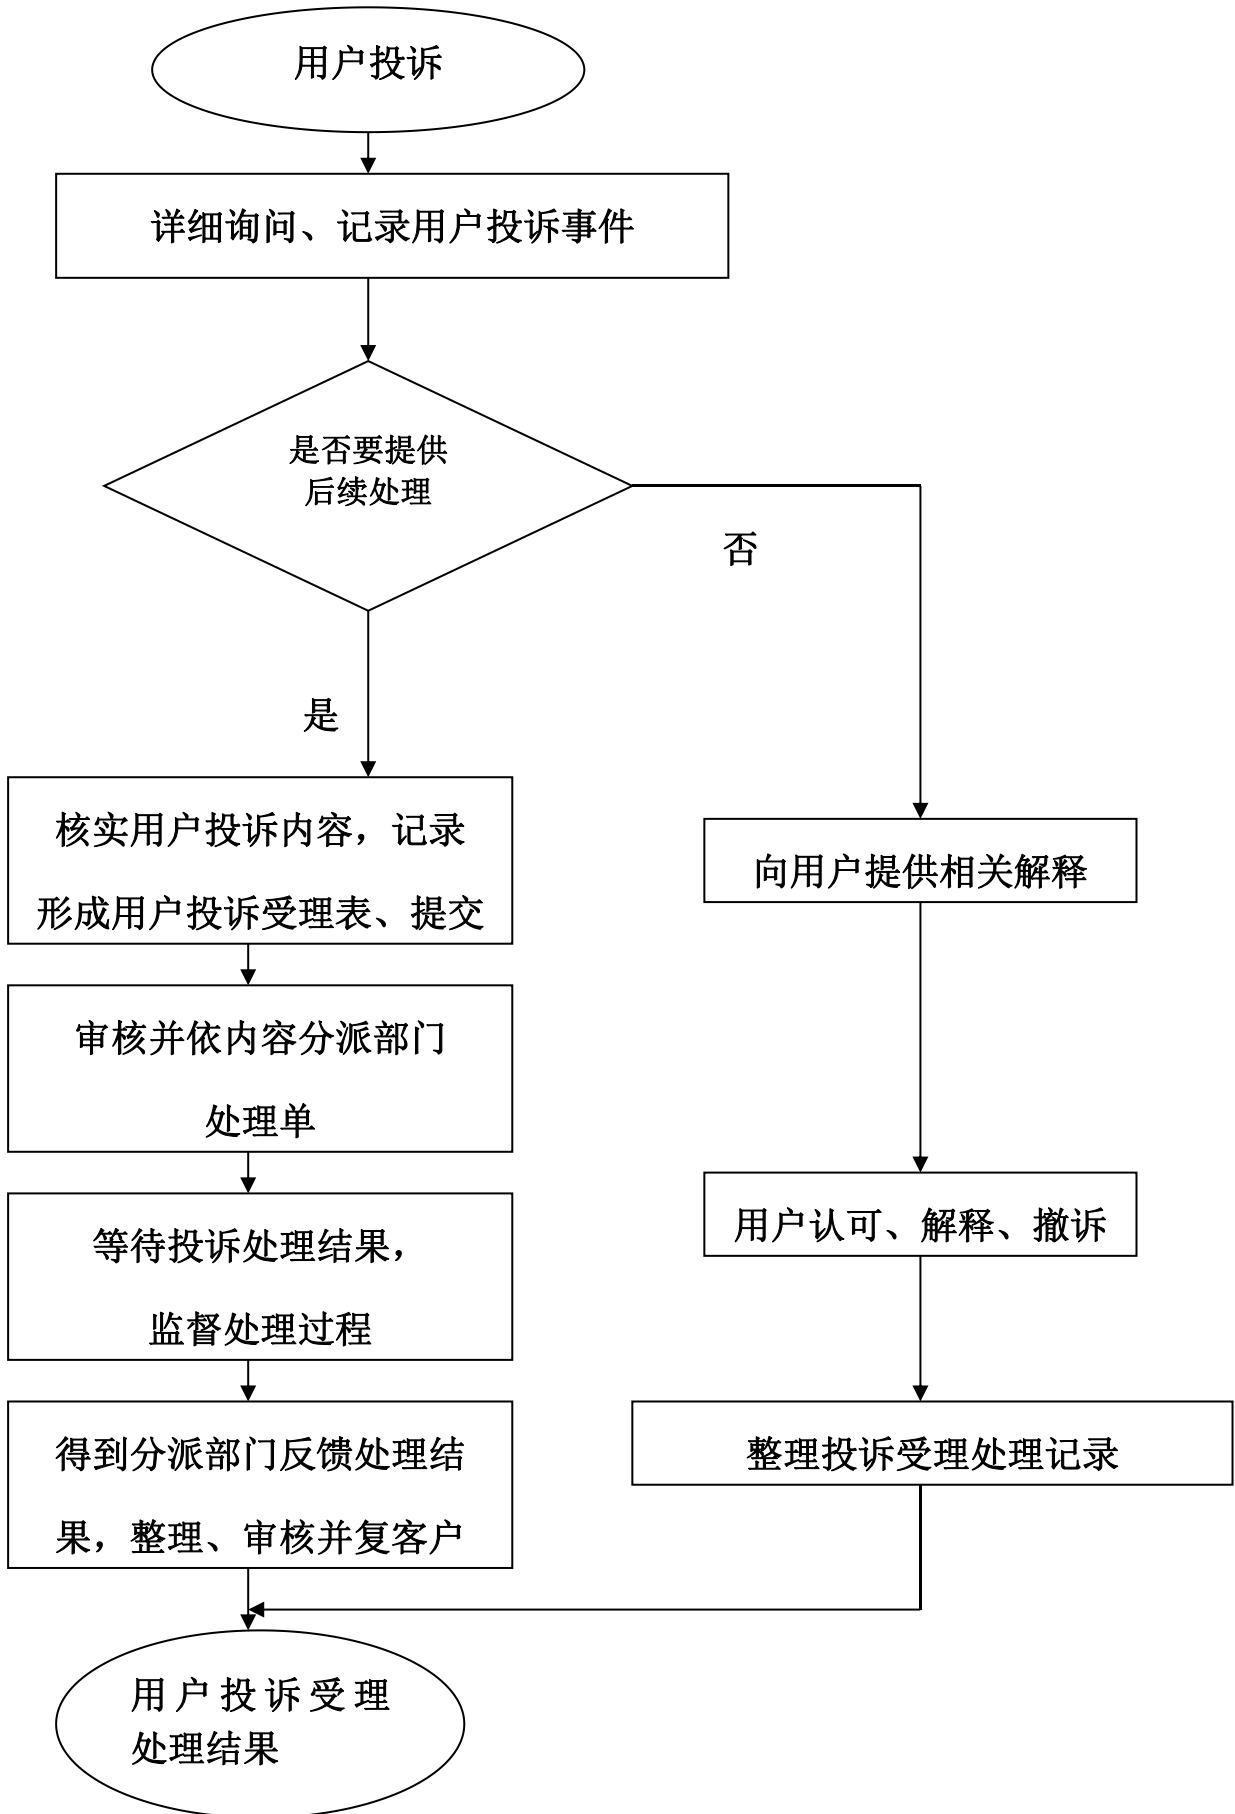 用户投诉
详细询问、记录用户投诉事件
是否要提供
后续处理
否
是
核实用户投诉内容，记录
形成用户投诉受理表、提交
向用户提供相关解释
审核并依内容分派部门
处理单
等待投诉处理结果，
监督处理过程
用户认可、解释、撤诉
得到分派部门反馈处理结
果，整理、审核并复客户
整理投诉受理处理记录
用户投诉受理
处理结果